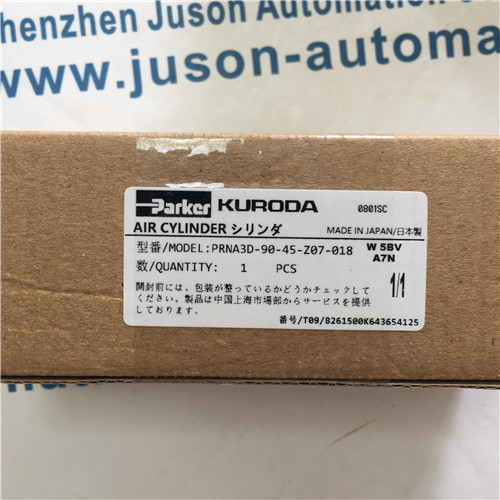 Shenzhen Juson Automation
www.juson-automa
Parker KURODA 0801SC
AIR CYLINDER シリンダ MADE IN JAPAN/日本製
型番/MODEL:PRNA3D-90-45-Z07-018 W 5BV
A7N
数/QUANTITY: 1 PCS
1/1
開封前には、包装が整っているかどうかチェックして
ください。製品は中国上海市場部からサービスを提供
しております。
番号/T09/B261500K643654125